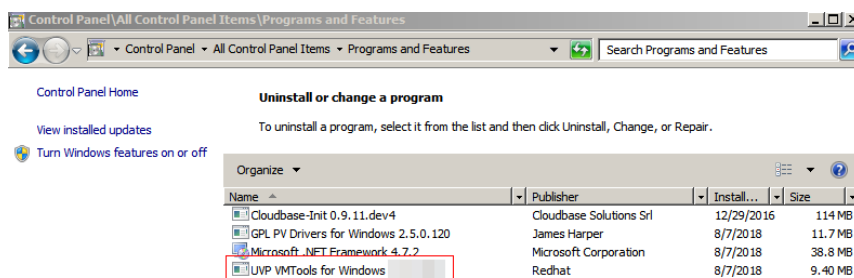 Control Panel\All Control Panel Items\Programs and Features
Control Panel All Control Panel Items Programs and Features Search Programs and Features
Control Panel Home
Uninstall or change a program
View installed updates
To uninstall a program, select it from the list and then click Uninstall, Change, or Repair.
Turn Windows features on or off
Organize
Name Publisher Install... Size
Cloudbase-Init 0.9.11.dev4 Cloudbase Solutions Srl 12/29/2016 114 MB
GPL PV Drivers for Windows 2.5.0.120 James Harper 8/7/2018 11.7 MB
Microsoft .NET Framework 4.7.2 Microsoft Corporation 8/7/2018 38.8 MB
UVP VMTools for Windows Redhat 8/7/2018 9.40 MB